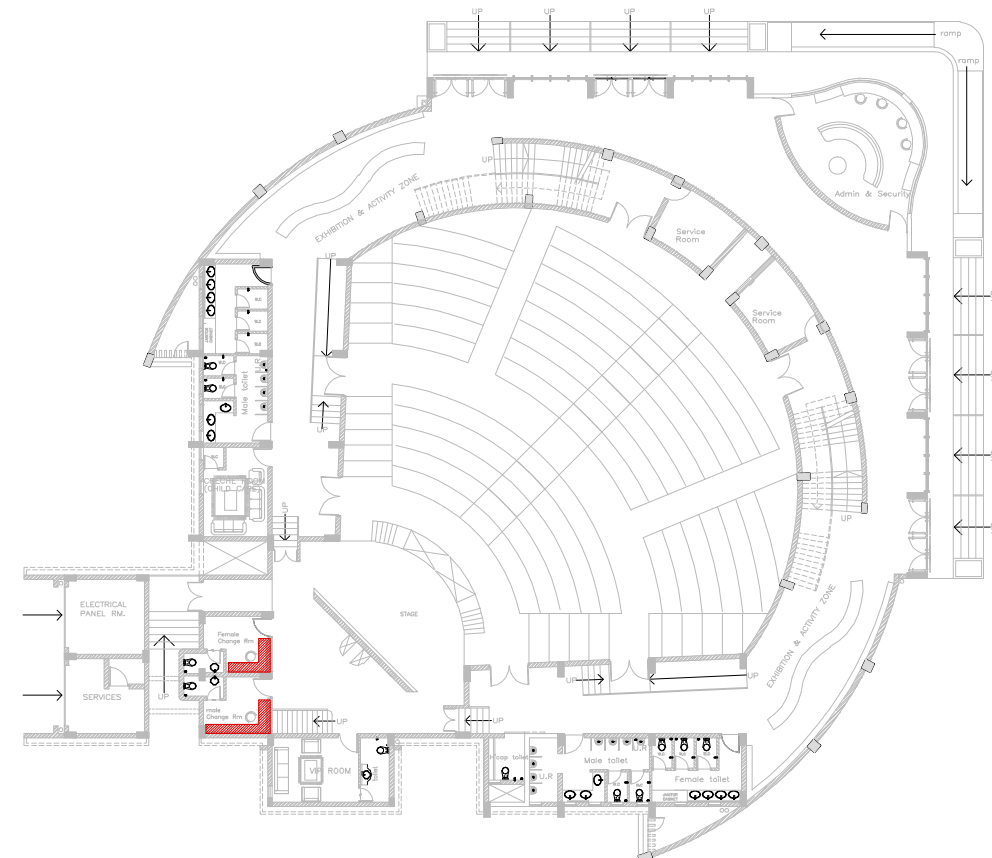 UP
UP
UP
UP
ramp
ramp
UP
EXHIBITION & ACTIVITY ZONE
Admin & Security
Service
Room
UP
Service
Room
U.R
Male toilet
UP
(CHILD CARE)
UP
UP
ELECTRICAL
PANEL RM.
STAGE
EXHIBITION & ACTIVITY ZONE
Female
Change Rm
SERVICES
UP
UP
male
Change Rm
UP
UP
VIP ROOM
U.R
Male toilet
U.R
Female toilet